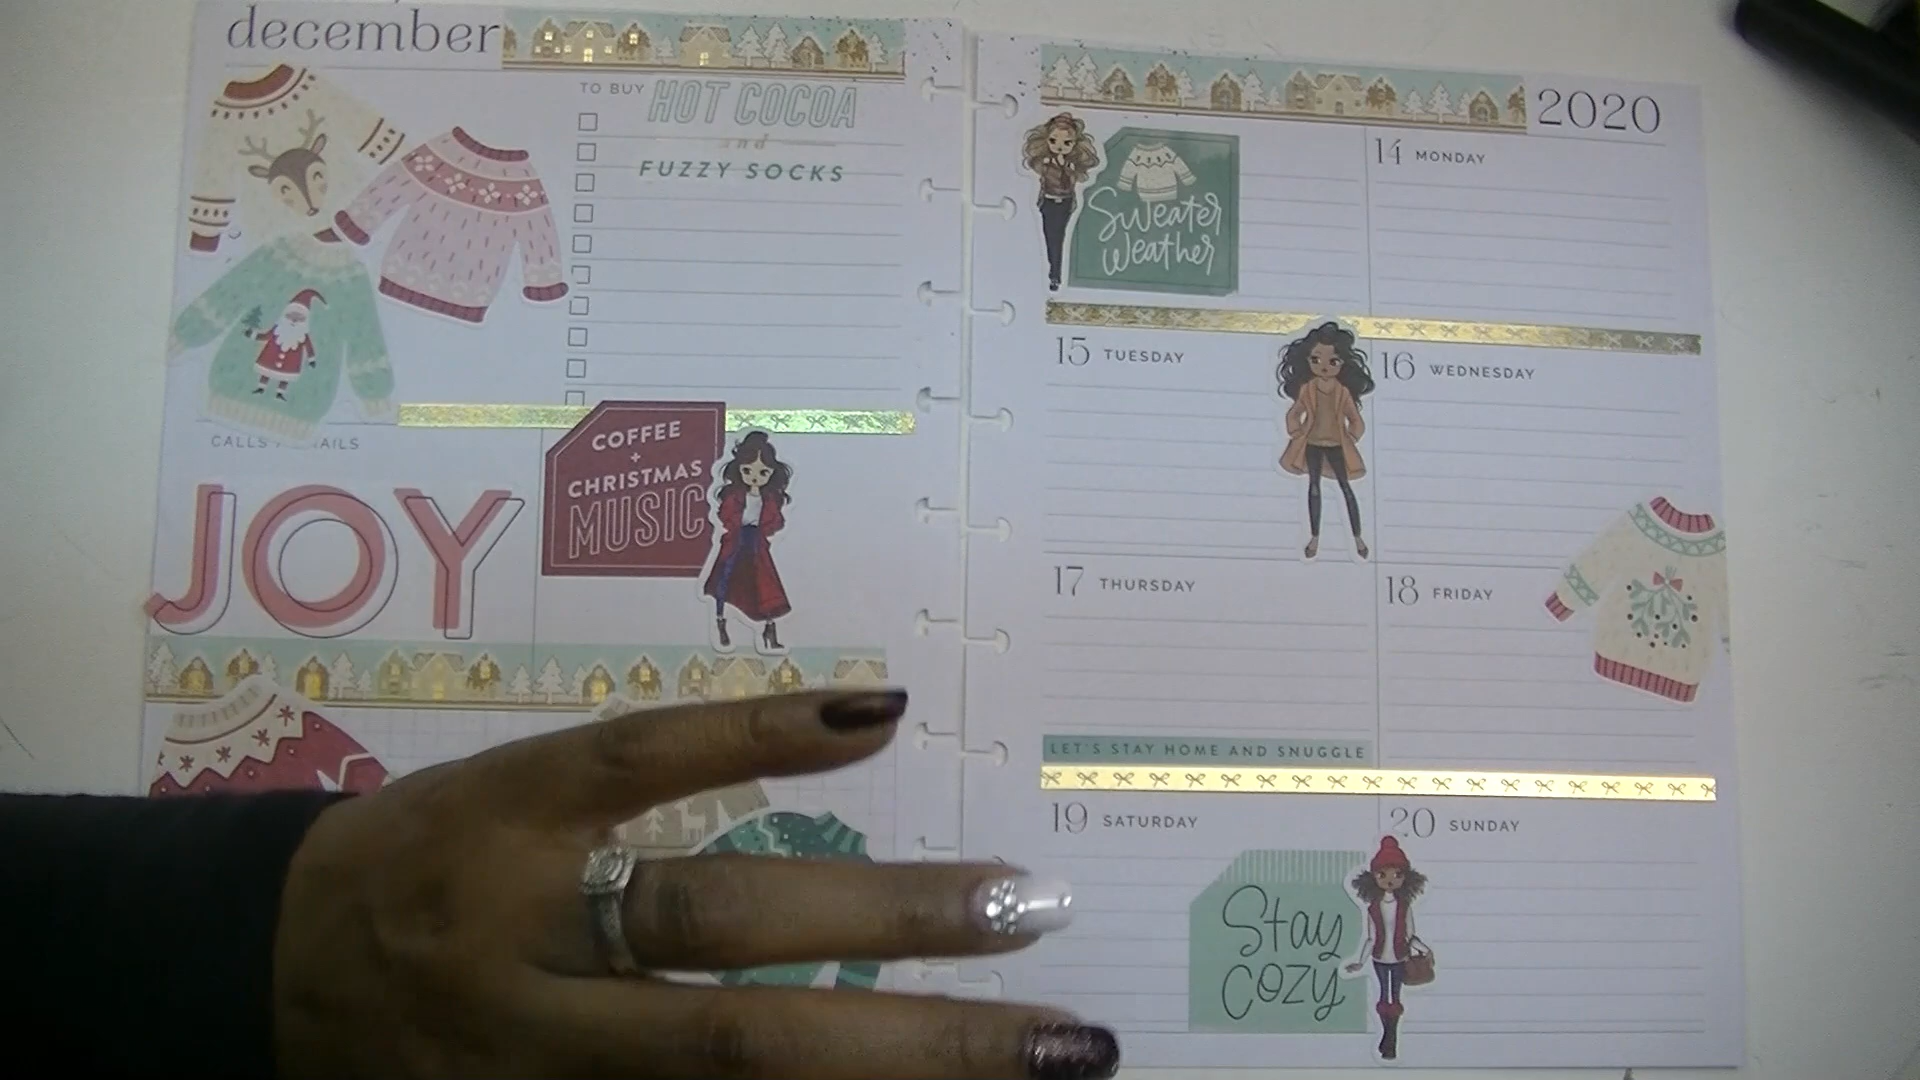 december
TO BUY
HOT COCOA
and
FUZZY SOCKS
CALLS
AILS
COFFEE
+
CHRISTMAS
MUSIC
JOY
2020
Sweater
Weather
14 MONDAY
15 TUESDAY
16 WEDNESDAY
17 THURSDAY
18 FRIDAY
LET'S STAY HOME AND SNUGGLE
19 SATURDAY
20 SUNDAY
Stay
COZY